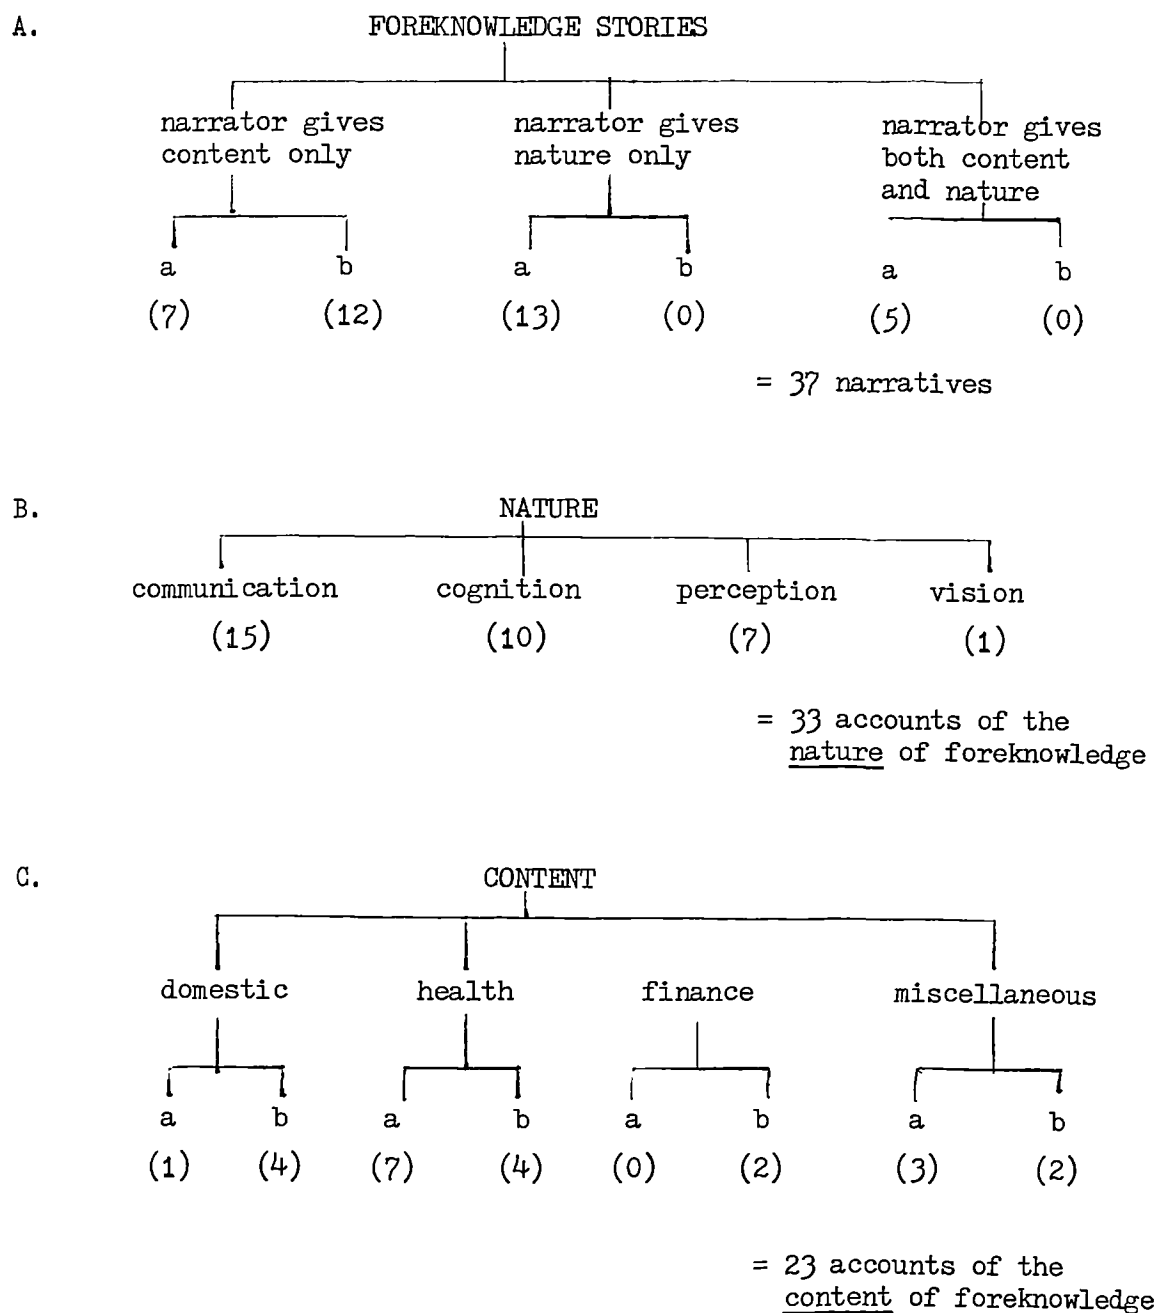 A. FOREKNOWLEDGE STORIES
narrator gives content only
narrator gives nature only
narrator gives both content and nature
a b a b a b
(7) (12) (13) (0) (5) (0)
= 37 narratives
B. NATURE
communication cognition perception vision
(15) (10) (7) (1)
= 33 accounts of the
nature of foreknowledge
C. CONTENT
domestic health finance miscellaneous
a b a b a b a b
(1) (4) (7) (4) (0) (2) (3) (2)
= 23 accounts of the
content of foreknowledge